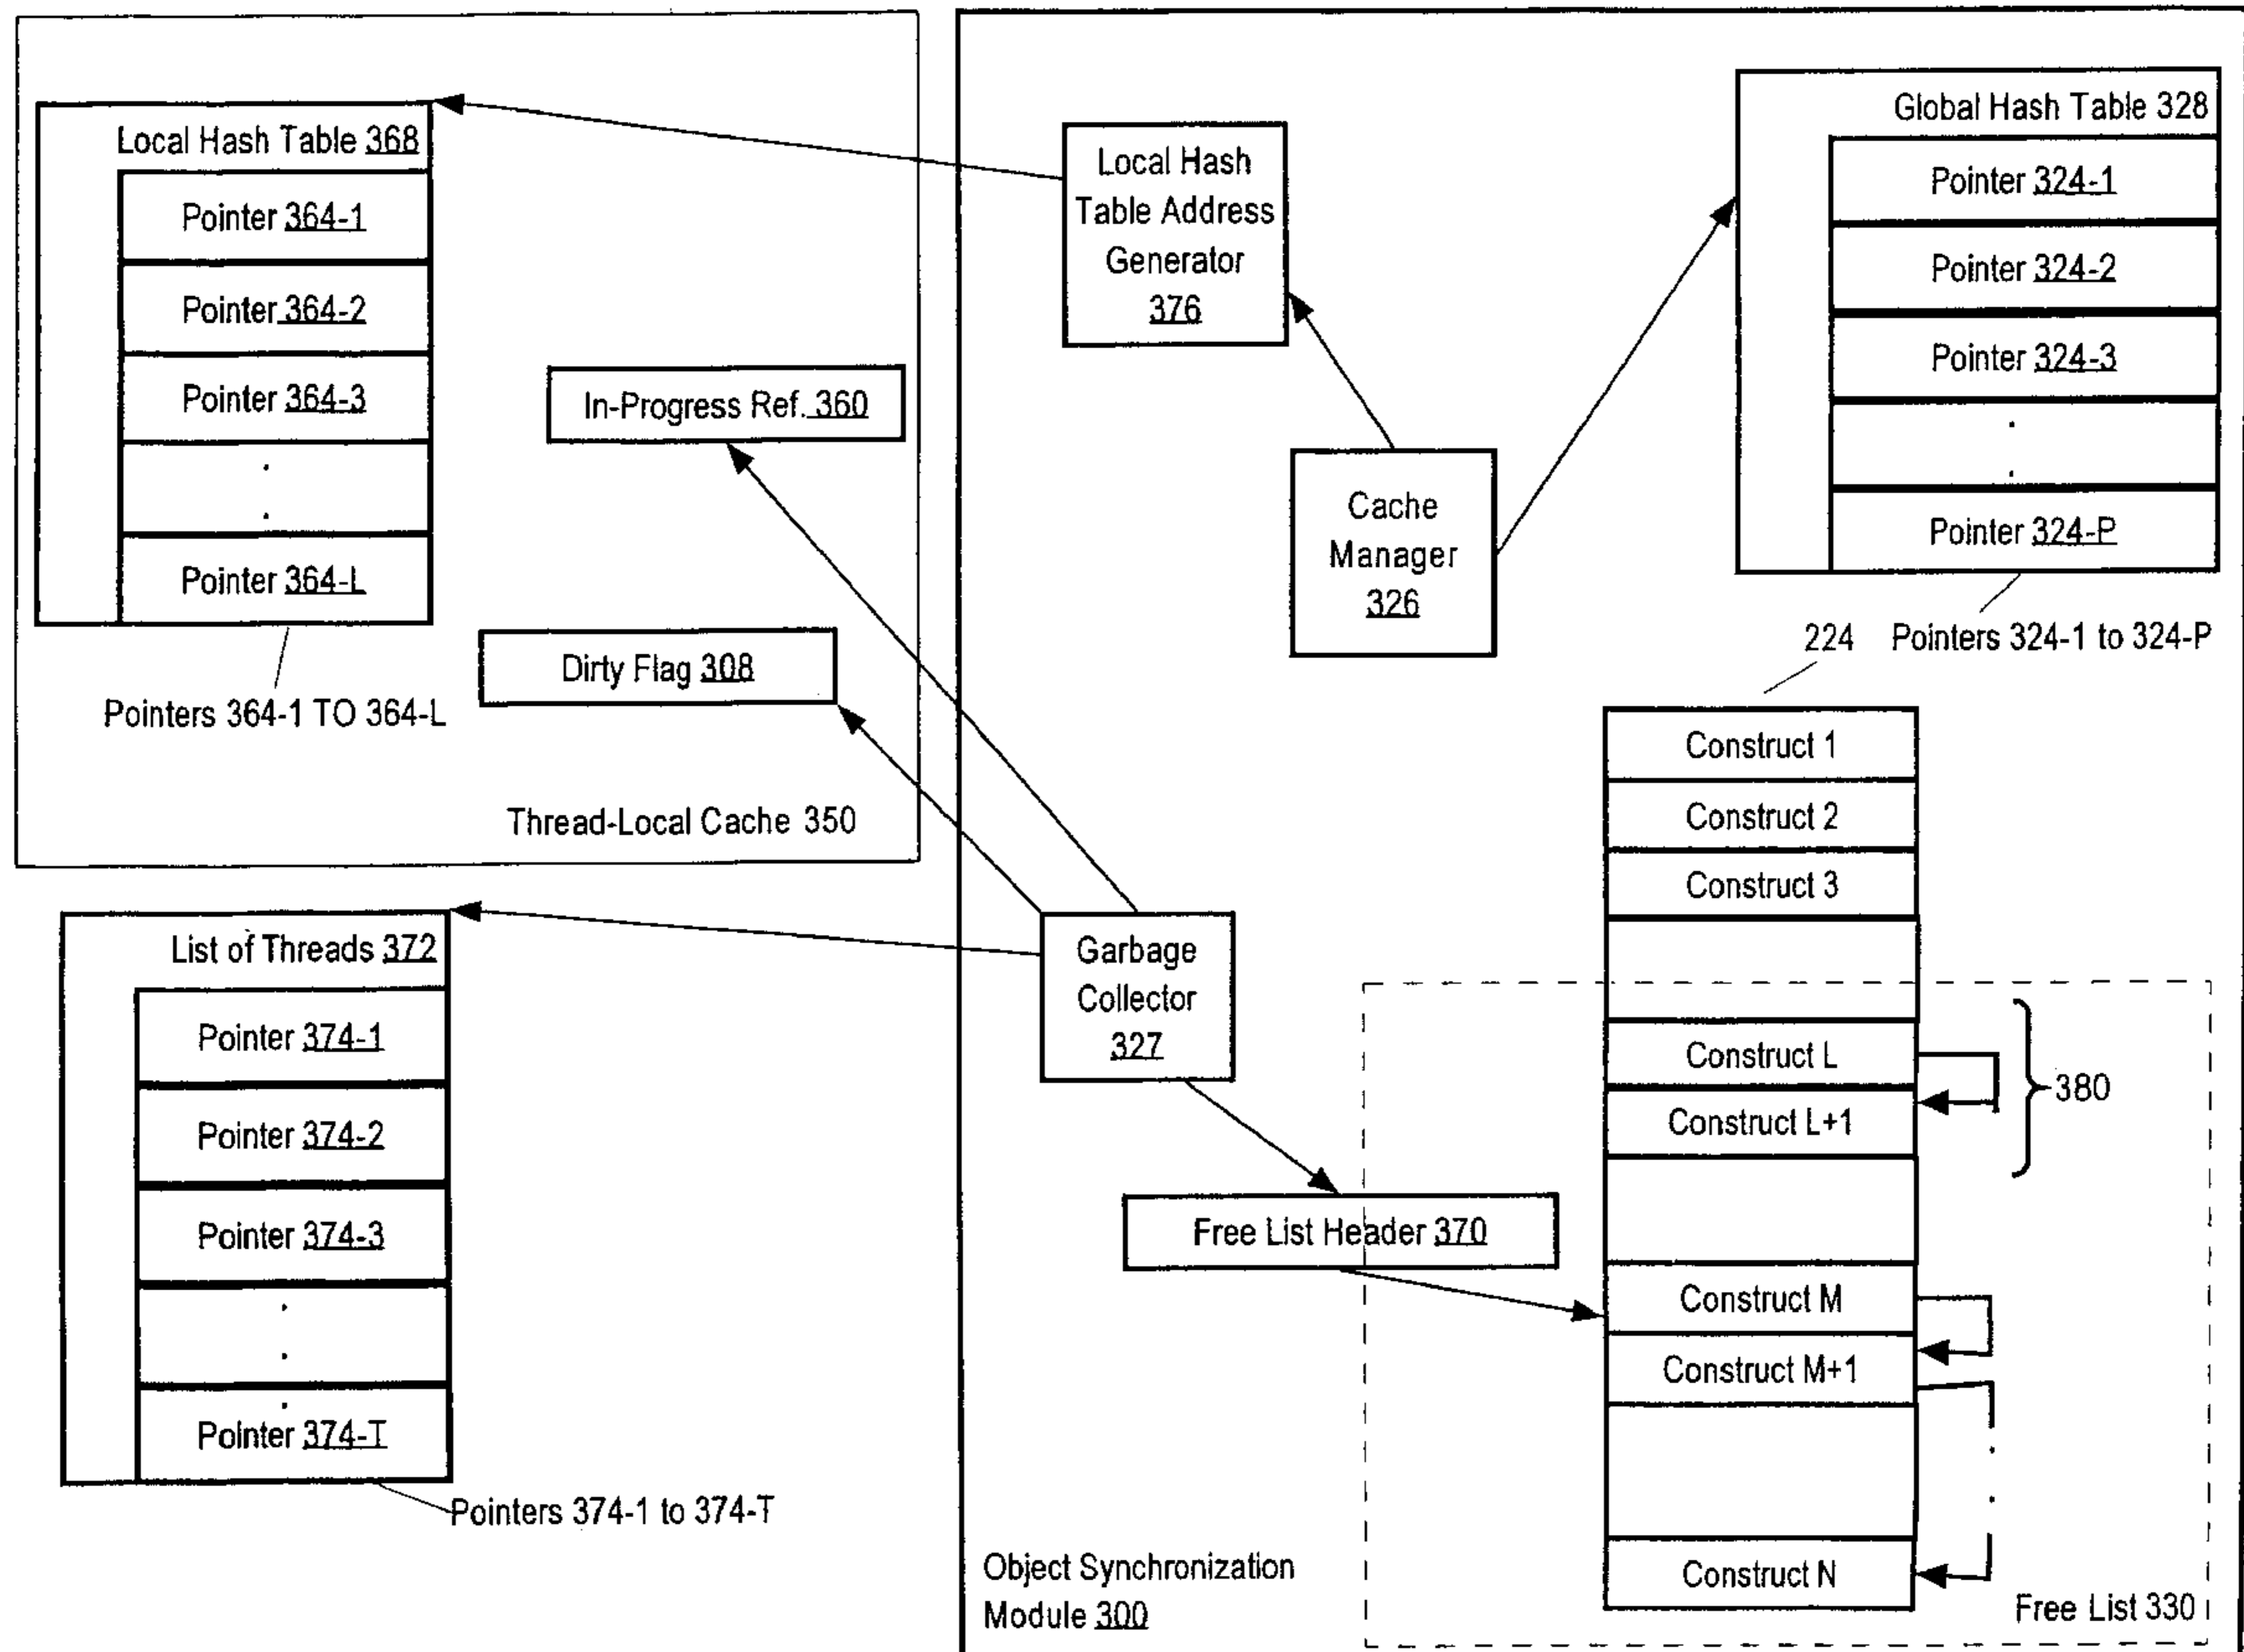 Local Hash Table 368
Pointer 364-1
Pointer 364-2
Pointer 364-3
.
.
Pointer 364-L
Pointers 364-1 TO 364-L
In-Progress Ref. 360
Dirty Flag 308
Thread-Local Cache 350
List of Threads 372
Pointer 374-1
Pointer 374-2
Pointer 374-3
.
.
.
Pointer 374-T
Pointers 374-1 to 374-T
Local Hash
Table Address
Generator
376
Cache
Manager
326
Global Hash Table 328
Pointer 324-1
Pointer 324-2
Pointer 324-3
.
.
Pointer 324-P
Pointers 324-1 to 324-P
224
Construct 1
Construct 2
Construct 3
Construct L
Construct L+1
380
Garbage
Collector
327
Free List Header 370
Construct M
Construct M+1
.
.
Construct N
Free List 330
Object Synchronization
Module 300